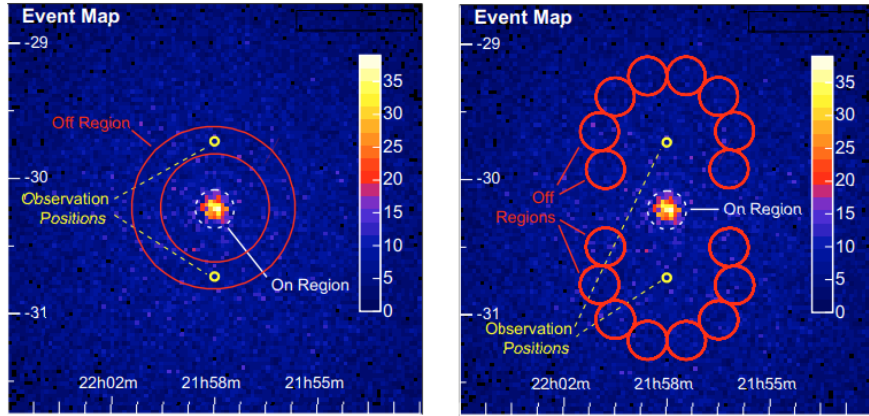 Event Map
-29
Off Region
35
30
25
20
15
10
5
0
-30
Observation
Positions
On Region
-31
22h02m 21h58m 21h55m
Event Map
-29
35
30
25
20
15
10
5
0
-30
Off
Regions
On Region
-31
Observation
Positions
22h02m 21h58m 21h55m